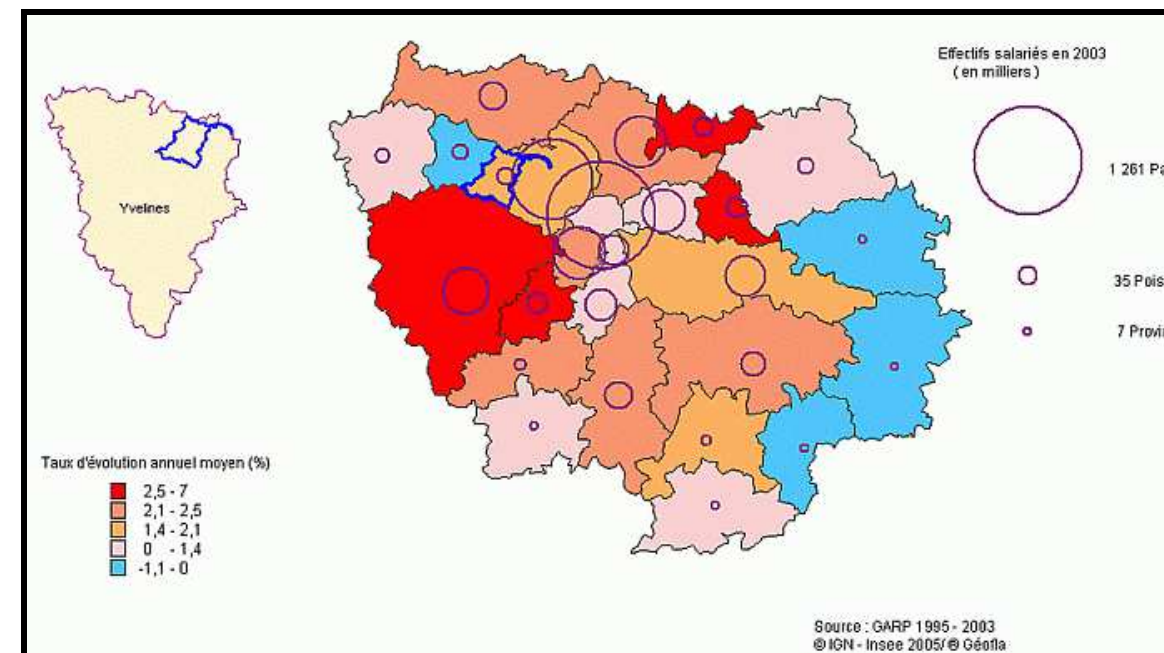 Effectifs salariés en 2003
( en milliers )
Yvelines
1 261 Pa
35 Pois
7 Provi
Taux d'évolution annuel moyen (%)
2,5 - 7
2,1 - 2,5
1,4 - 2,1
0 - 1,4
-1,1 - 0
Source : GARP 1995 - 2003
© IGN - Insee 2005/ © Géofla